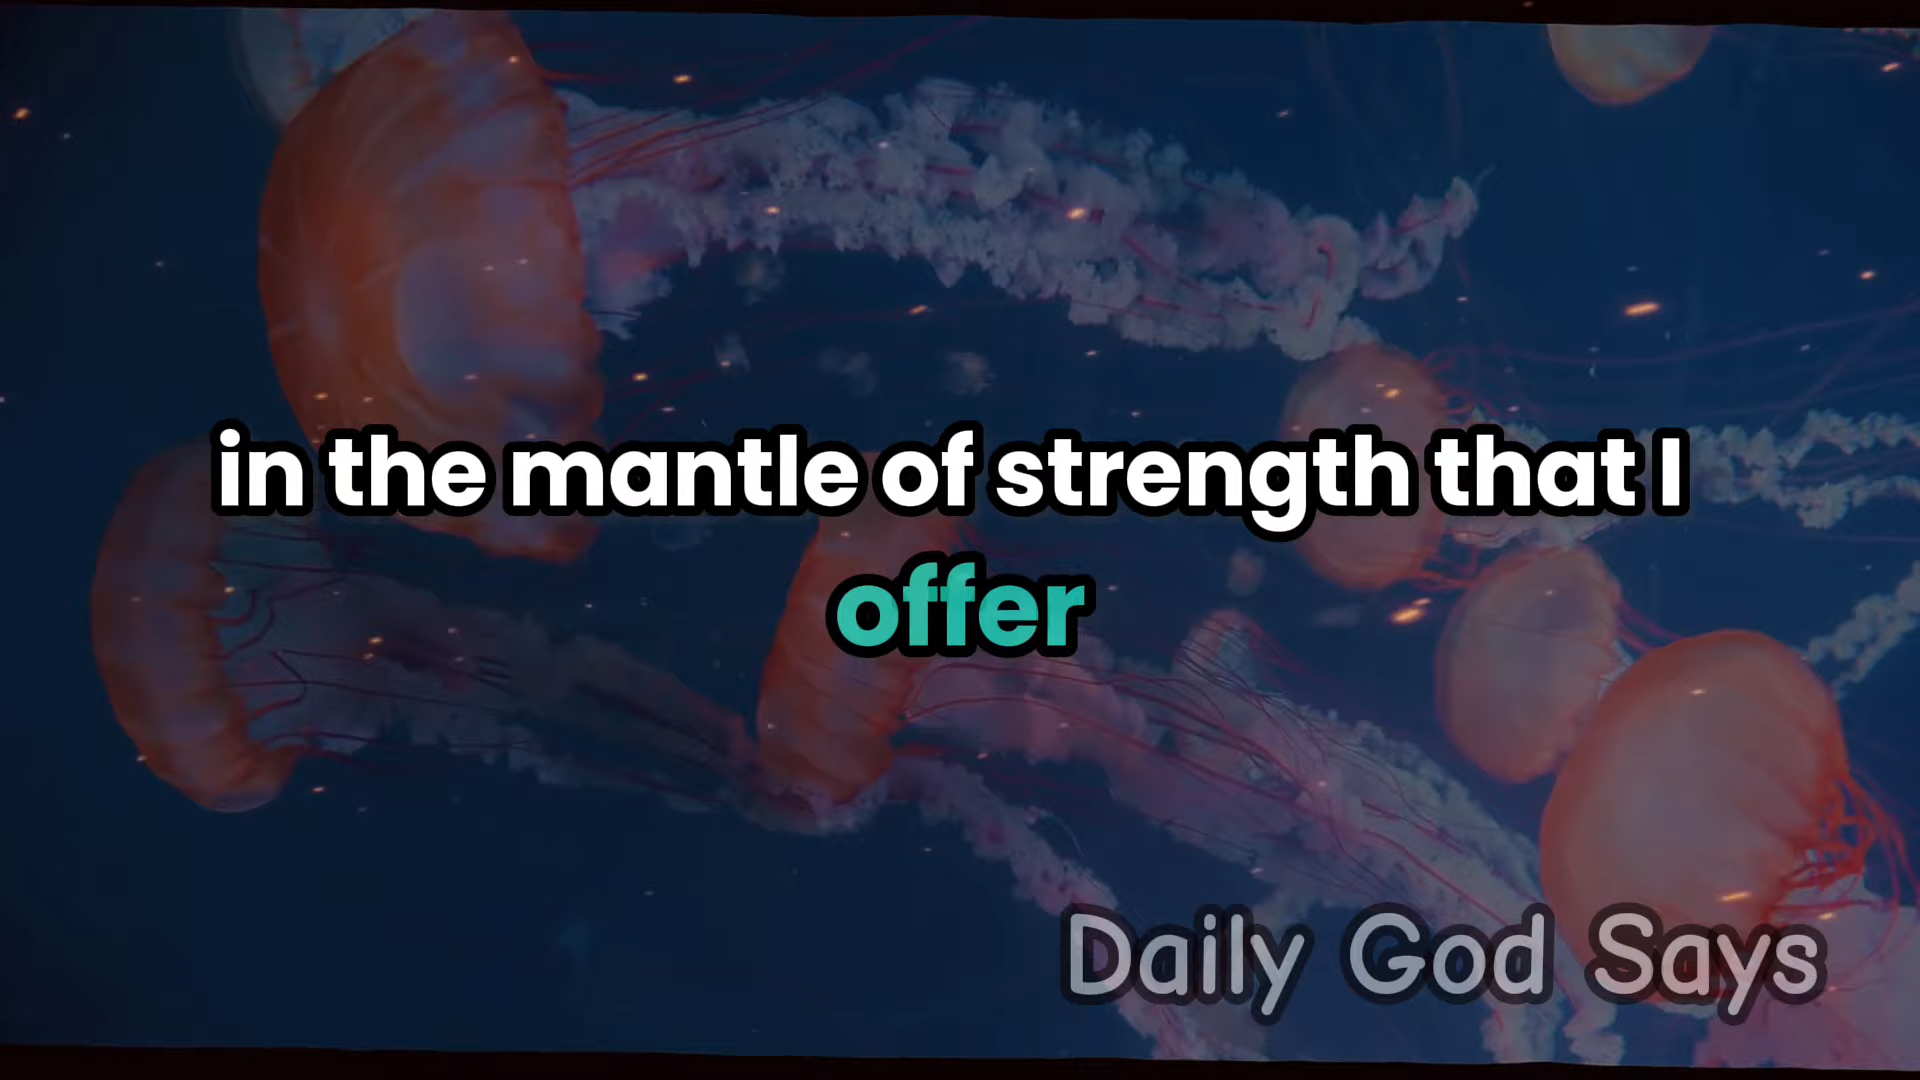 in the mantle of strength that I
offer
Daily God Says